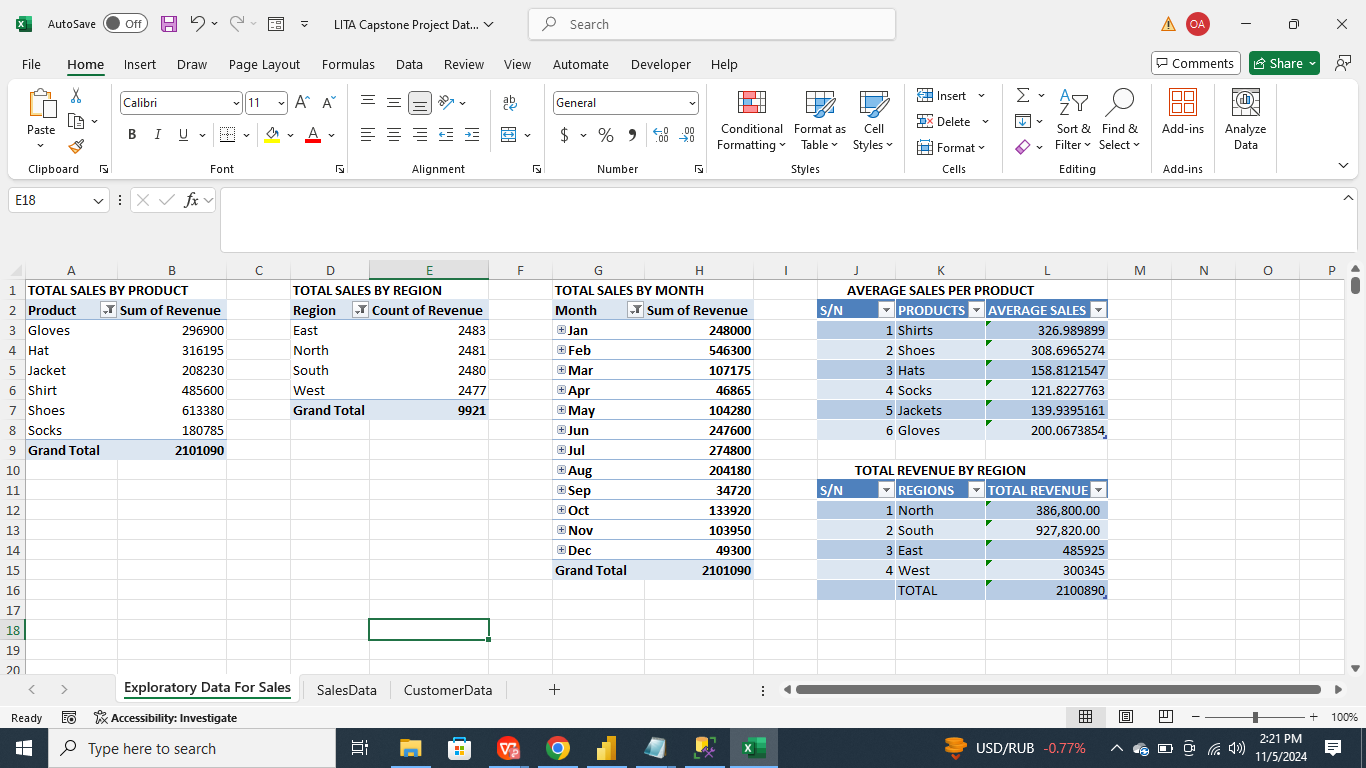 AutoSave Off LITA Capstone Project Dat... Search OA
File Home Insert Draw Page Layout Formulas Data Review View Automate Developer Help Comments Share
Paste Calibri 11 B I U A General $ % Conditional Formatting Format as Table Cell Styles Insert Delete Format Sort & Filter Find & Select Add-ins Analyze Data
Clipboard Font Alignment Number Styles Cells Editing Add-ins
E18 fx
A B C D E F G H I J K L M N O P
1 TOTAL SALES BY PRODUCT TOTAL SALES BY REGION TOTAL SALES BY MONTH AVERAGE SALES PER PRODUCT
2 Product Sum of Revenue Region Count of Revenue Month Sum of Revenue S/N PRODUCTS AVERAGE SALES
3 Gloves 296900 East 2483 Jan 248000 1 Shirts 326.989899
4 Hat 316195 North 2481 Feb 546300 2 Shoes 308.6965274
5 Jacket 208230 South 2480 Mar 107175 3 Hats 158.8121547
6 Shirt 485600 West 2477 Apr 46865 4 Socks 121.8227763
7 Shoes 613380 Grand Total 9921 May 104280 5 Jackets 139.9395161
8 Socks 180785 Jun 247600 6 Gloves 200.0673854
9 Grand Total 2101090 Jul 274800
10 Aug 204180 TOTAL REVENUE BY REGION
11 Sep 34720 S/N REGIONS TOTAL REVENUE
12 Oct 133920 1 North 386,800.00
13 Nov 103950 2 South 927,820.00
14 Dec 49300 3 East 485925
15 Grand Total 2101090 4 West 300345
16 TOTAL 2100890
17
18
19
20
Exploratory Data For Sales SalesData CustomerData
Ready Accessibility: Investigate 100%
Type here to search USD/RUB -0.77% 2:21 PM
11/5/2024